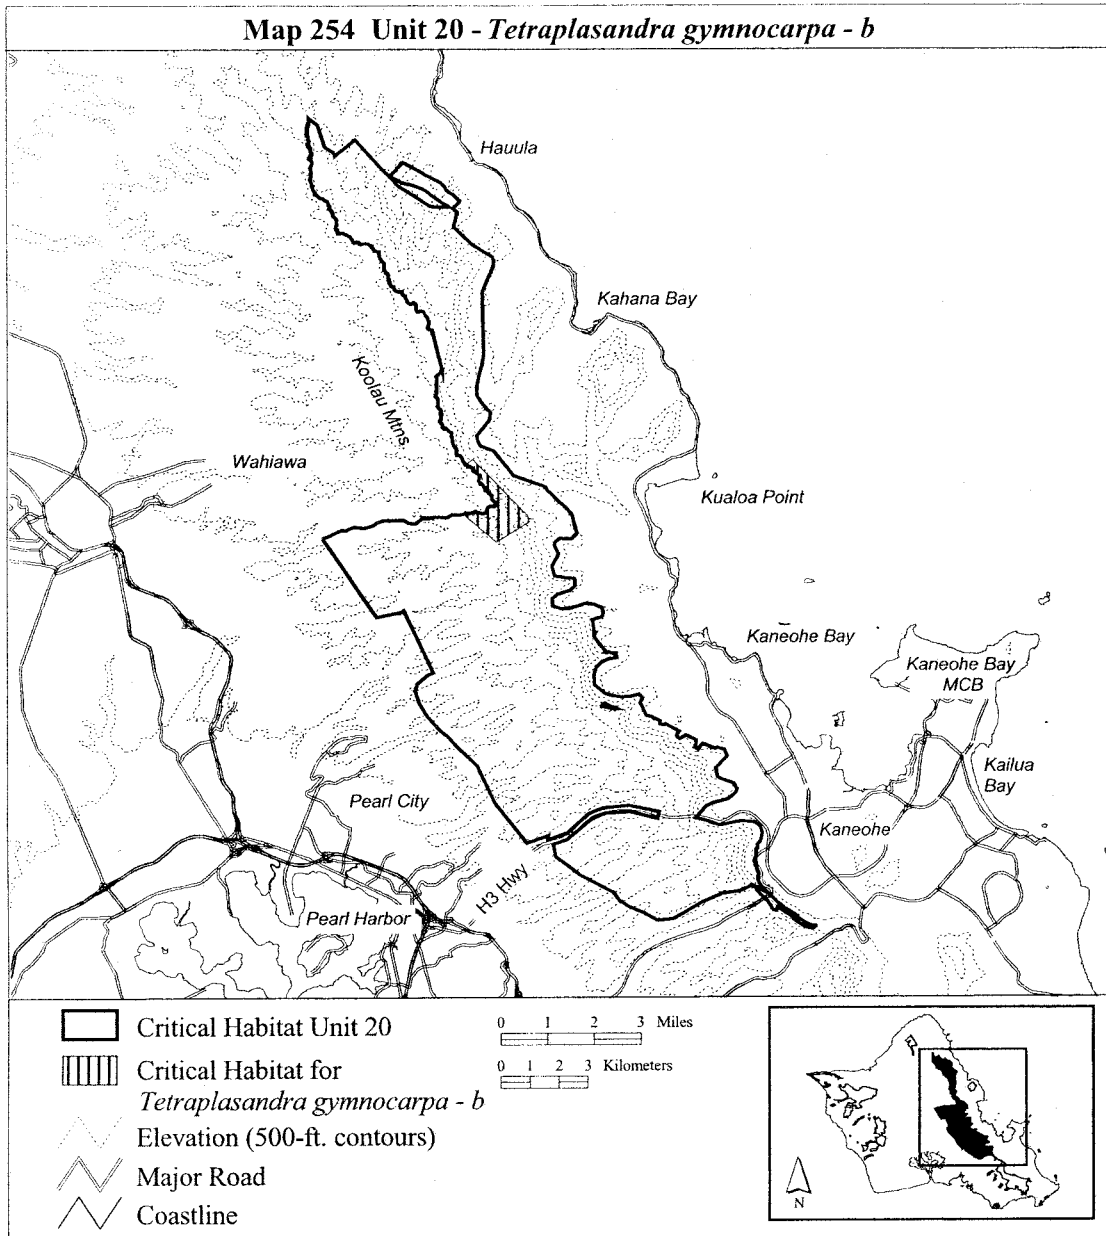 Map 254 Unit 20 - Tetraplasandra gymnocarpa - b
Hauula
Kahana Bay
Koolau Mtns
Wahiawa
Kualoa Point
Kaneohe Bay
Kaneohe Bay
MCB
Kailua
Bay
Pearl City
Kaneohe
H3 Hwy
Pearl Harbor
Critical Habitat Unit 20
Critical Habitat for
Tetraplasandra gymnocarpa - b
Elevation (500-ft. contours)
Major Road
Coastline
0 1 2 3 Miles
0 1 2 3 Kilometers
N